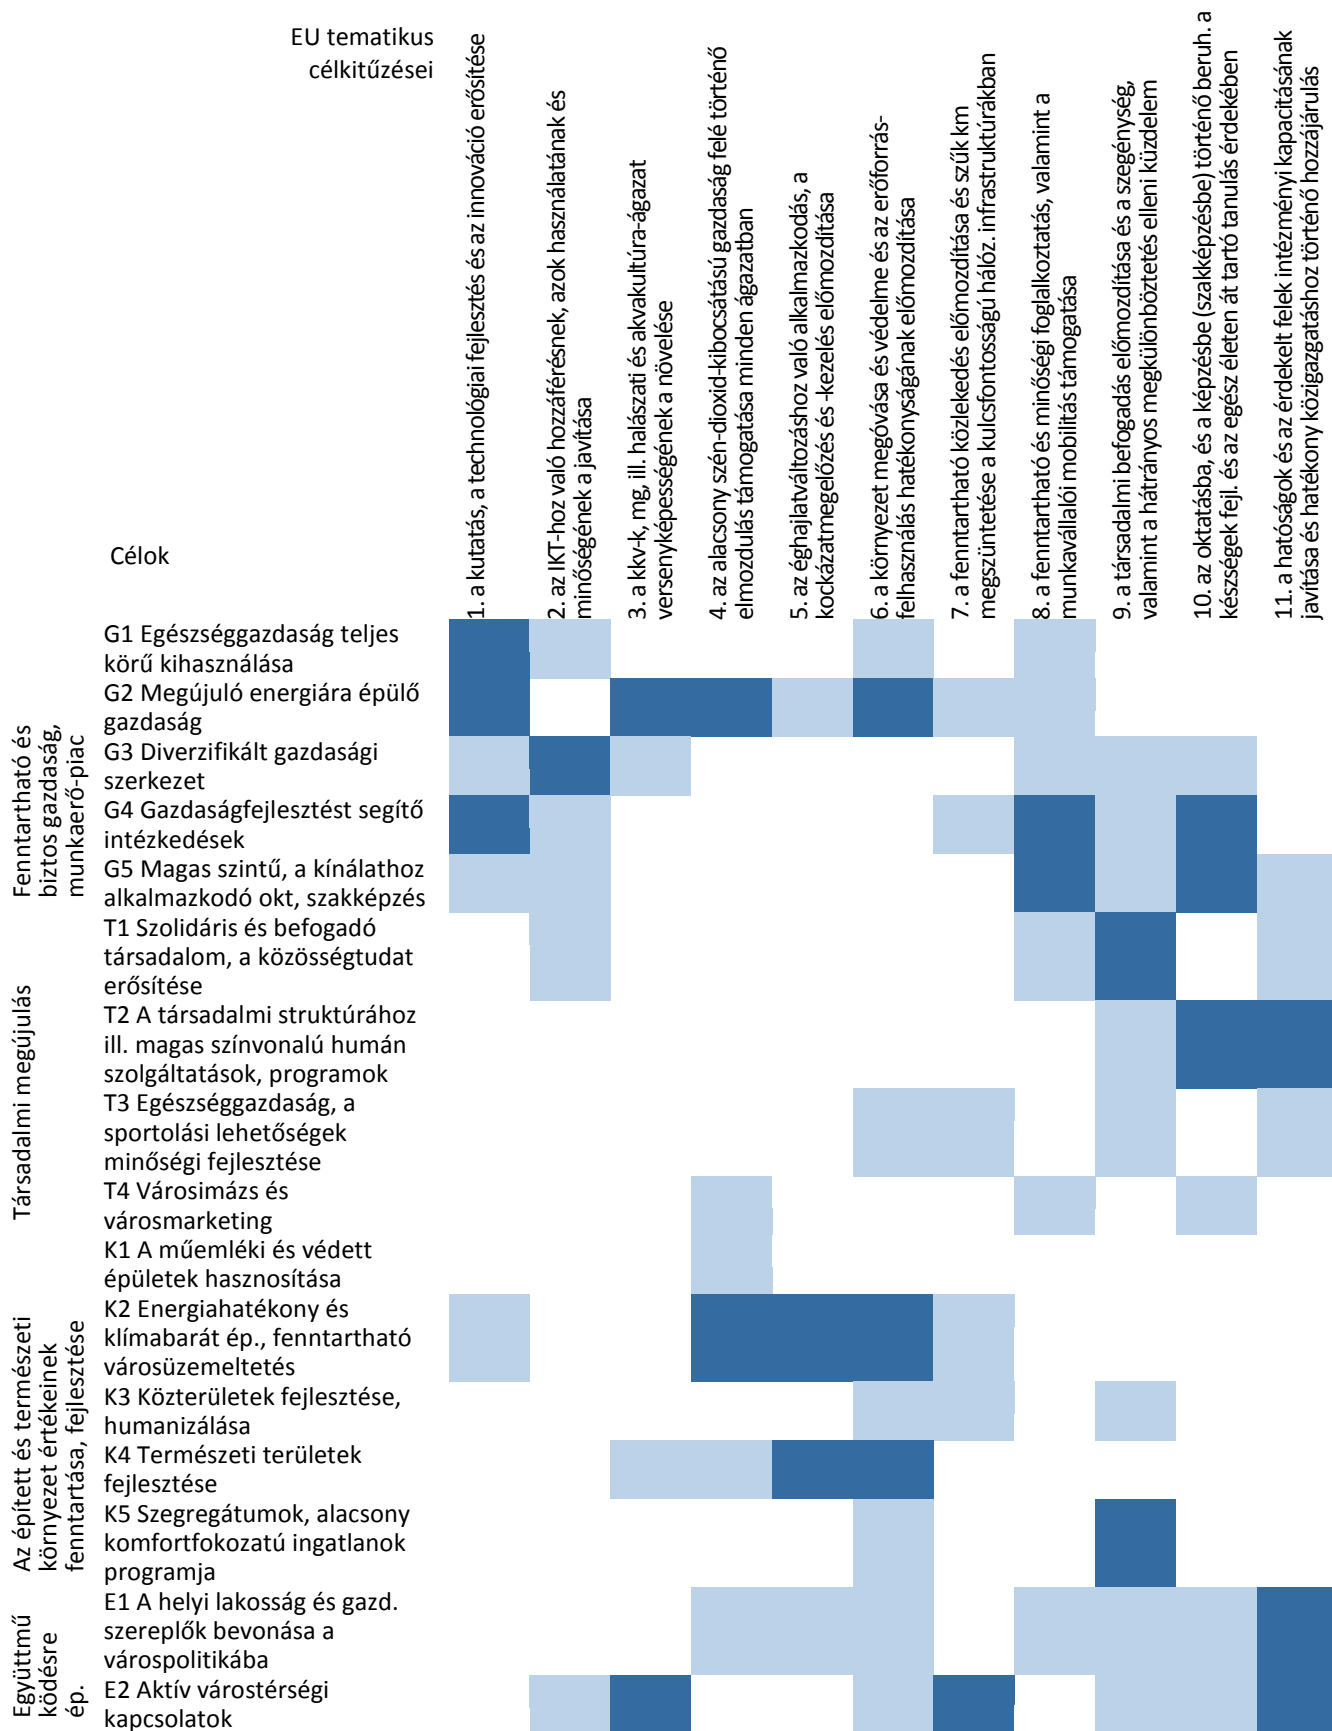 EU tematikus
célkitűzései
1. a kutatás, a technológiai fejlesztés és az innováció erősítése
2. az IKT-hoz való hozzáférésnek, azok használatának és
minőségének a javítása
3. a kkv-k, mg, ill. halászati és akvakultúra-ágazat
versenyképességének a növelése
4. az alacsony szén-dioxid-kibocsátású gazdaság felé történő
elmozdulás támogatása minden ágazatban
5. az éghajlatváltozáshoz való alkalmazkodás, a
kockázatmegelőzés és -kezelés előmozdítása
6. a környezet megóvása és védelme és az erőforrás-
felhasználás hatékonyságának előmozdítása
7. a fenntartható közlekedés előmozdítása és szűk km
megszüntetése a kulcsfontosságú hálóz. infrastruktúrákban
8. a fenntartható és minőségi foglalkoztatás, valamint a
munkavállalói mobilitás támogatása
9. a társadalmi befogadás előmozdítása és a szegénység,
valamint a hátrányos megkülönböztetés elleni küzdelem
10. az oktatásba, és a képzésbe (szakképzésbe) történő beruh. a
készségek fejl. és az egész életen át tartó tanulás érdekében
11. a hatóságok és az érdekelt felek intézményi kapacitásának
javítása és hatékony közigazgatáshoz történő hozzájárulás
Célok
Fenntartható és
biztos gazdaság,
munkaerő-piac
G1 Egészséggazdaság teljes
körű kihasználása
G2 Megújuló energiára épülő
gazdaság
G3 Diverzifikált gazdasági
szerkezet
G4 Gazdaságfejlesztést segítő
intézkedések
G5 Magas szintű, a kínálathoz
alkalmazkodó okt, szakképzés
Társadalmi megújulás
T1 Szolidáris és befogadó
társadalom, a közösségtudat
erősítése
T2 A társadalmi struktúrához
ill. magas színvonalú humán
szolgáltatások, programok
T3 Egészséggazdaság, a
sportolási lehetőségek
minőségi fejlesztése
T4 Városimázs és
városmarketing
Az épített és természeti
környezet értékeinek
fenntartása, fejlesztése
K1 A műemléki és védett
épületek hasznosítása
K2 Energiahatékony és
klímabarát ép., fenntartható
városüzemeltetés
K3 Közterületek fejlesztése,
humanizálása
K4 Természeti területek
fejlesztése
K5 Szegregátumok, alacsony
komfortfokozatú ingatlanok
programja
Együttmű
ködésre
ép.
E1 A helyi lakosság és gazd.
szereplők bevonása a
várospolitikába
E2 Aktív várostérségi
kapcsolatok